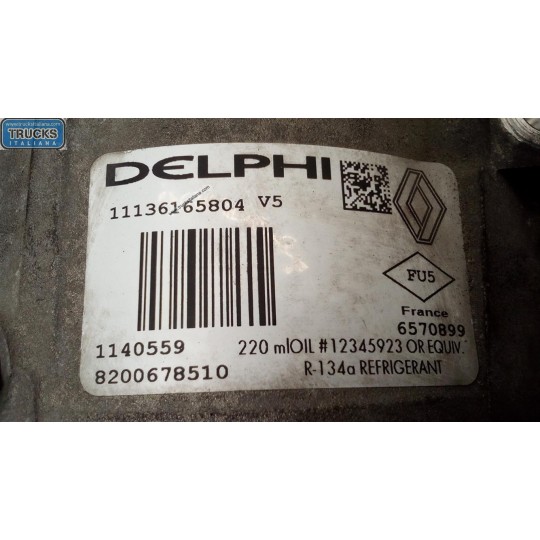 TRUCKS
ITALIANA
DELPHI
11136165804 V5
FU5
France
6570899
1140559
220 mlOIL #12345923 OR EQUIV.
8200678510
R-134a REFRIGERANT